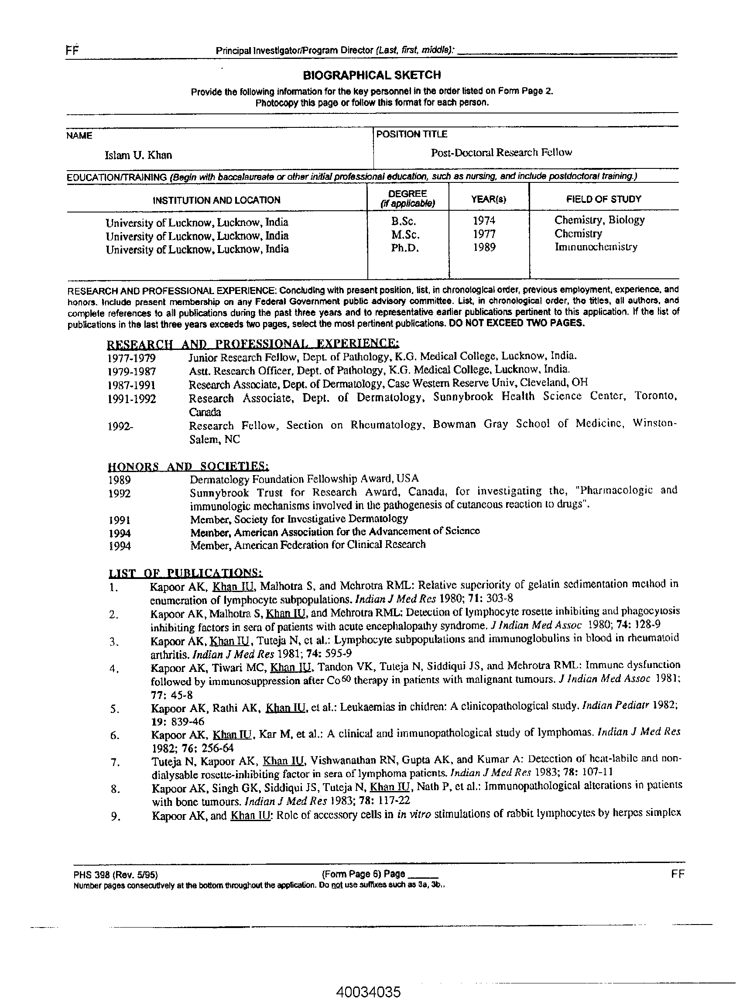 FF Principal Investigator/Program Director (Last, first, middle):
BIOGRAPHICAL SKETCH
Provide the following information for the key personnel in the order listed on Form Page 2.
Photocopy this page or follow this format for each person.
NAME POSITION TITLE
Islam U. Khan Post-Doctoral Research Fellow
EDUCATION/TRAINING (Begin with baccalaureate or other initial professional education, such as nursing, and include postdoctoral training.)
INSTITUTION AND LOCATION DEGREE (if applicable) YEAR(s) FIELD OF STUDY
University of Lucknow, Lucknow, India B.Sc. 1974 Chemistry, Biology
University of Lucknow, Lucknow, India M.Sc. 1977 Chemistry
University of Lucknow, Lucknow, India Ph.D. 1989 Immunochemistry
RESEARCH AND PROFESSIONAL EXPERIENCE: Concluding with present position, list, in chronological order, previous employment, experience, and
honors. Include present membership on any Federal Government public advisory committee. List, in chronological order, the titles, all authors, and
complete references to all publications during the past three years and to representative earlier publications pertinent to this application. If the list of
publications in the last three years exceeds two pages, select the most pertinent publications. DO NOT EXCEED TWO PAGES.
RESEARCH AND PROFESSIONAL EXPERIENCE:
1977-1979 Junior Research Fellow, Dept. of Pathology, K.G. Medical College, Lucknow, India.
1979-1987 Astt. Research Officer, Dept. of Pathology, K.G. Medical College, Lucknow, India.
1987-1991 Research Associate, Dept. of Dermatology, Case Western Reserve Univ, Cleveland, OH
1991-1992 Research Associate, Dept. of Dermatology, Sunnybrook Health Science Center, Toronto,
Canada
1992- Research Fellow, Section on Rheumatology, Bowman Gray School of Medicine, Winston-
Salem, NC
HONORS AND SOCIETIES:
1989 Dermatology Foundation Fellowship Award, USA
1992 Sunnybrook Trust for Research Award, Canada, for investigating the, "Pharmacologic and
immunologic mechanisms involved in the pathogenesis of cutaneous reaction to drugs".
1991 Member, Society for Investigative Dermatology
1994 Member, American Association for the Advancement of Science
1994 Member, American Federation for Clinical Research
LIST OF PUBLICATIONS:
1. Kapoor AK, Khan IU, Malhotra S, and Mehrotra RML: Relative superiority of gelatin sedimentation method in
enumeration of lymphocyte subpopulations. Indian J Med Res 1980; 71: 303-8
2. Kapoor AK, Malhotra S, Khan IU, and Mehrotra RML: Detection of lymphocyte rosette inhibiting and phagocytosis
inhibiting factors in sera of patients with acute encephalopathy syndrome. J Indian Med Assoc 1980; 74: 128-9
3. Kapoor AK, Khan IU, Tuteja N, et al.: Lymphocyte subpopulations and immunoglobulins in blood in rheumatoid
arthritis. Indian J Med Res 1981; 74: 595-9
4. Kapoor AK, Tiwari MC, Khan IU, Tandon VK, Tuteja N, Siddiqui JS, and Mehrotra RML: Immune dysfunction
followed by immunosuppression after Co60 therapy in patients with malignant tumours. J Indian Med Assoc 1981;
77: 45-8
5. Kapoor AK, Rathi AK, Khan IU, et al.: Leukaemias in chidren: A clinicopathological study. Indian Pediatr 1982;
19: 839-46
6. Kapoor AK, Khan IU, Kar M, et al.: A clinical and immunopathological study of lymphomas. Indian J Med Res
1982; 76: 256-64
7. Tuteja N, Kapoor AK, Khan IU, Vishwanathan RN, Gupta AK, and Kumar A: Detection of heat-labile and non-
dialysable rosette-inhibiting factor in sera of lymphoma patients. Indian J Med Res 1983; 78: 107-11
8. Kapoor AK, Singh GK, Siddiqui JS, Tuteja N, Khan IU, Nath P, et al.: Immunopathological alterations in patients
with bone tumours. Indian J Med Res 1983; 78: 117-22
9. Kapoor AK, and Khan IU: Role of accessory cells in in vitro stimulations of rabbit lymphocytes by herpes simplex
PHS 398 (Rev. 5/95) (Form Page 6) Page FF
Number pages consecutively at the bottom throughout the application. Do not use suffixes such as 3a, 3b..
40034035